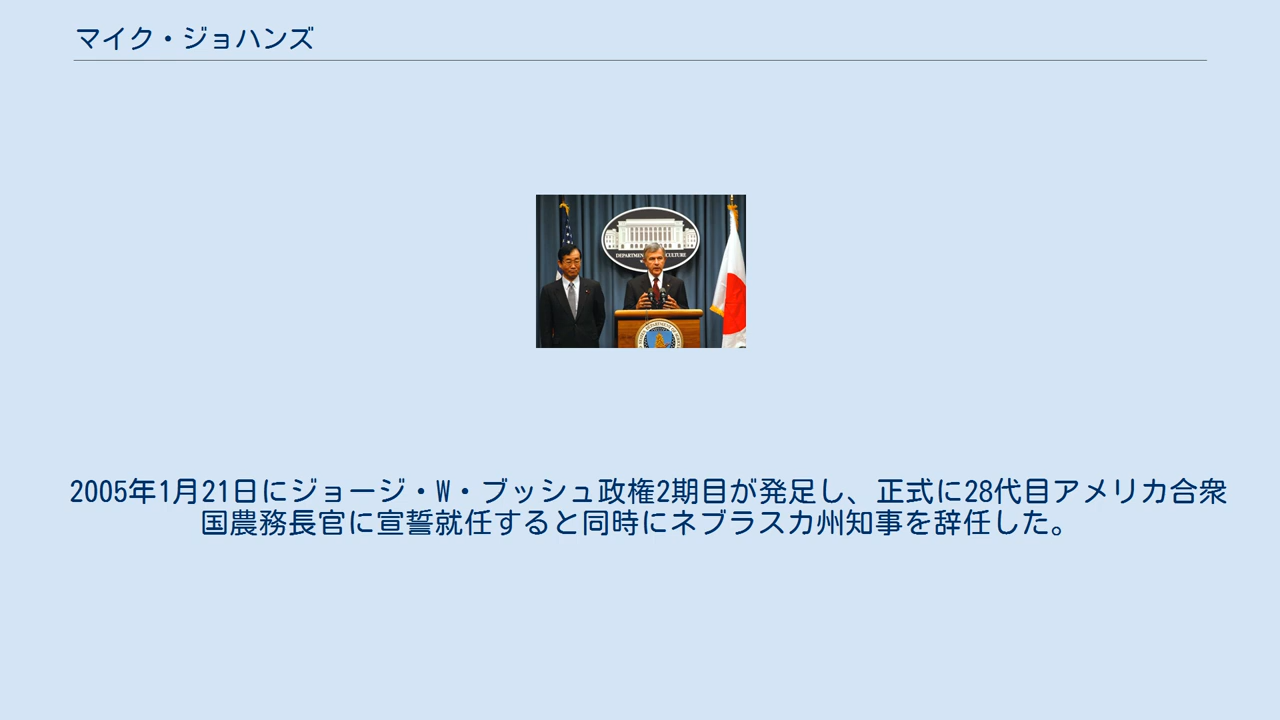 マイク・ジョハンズ
DEPARTMENT
CULTURE
2005年1月21日にジョージ・W・ブッシュ政権2期目が発足し、正式に28代目アメリカ合衆
国農務長官に宣誓就任すると同時にネブラスカ州知事を辞任した。